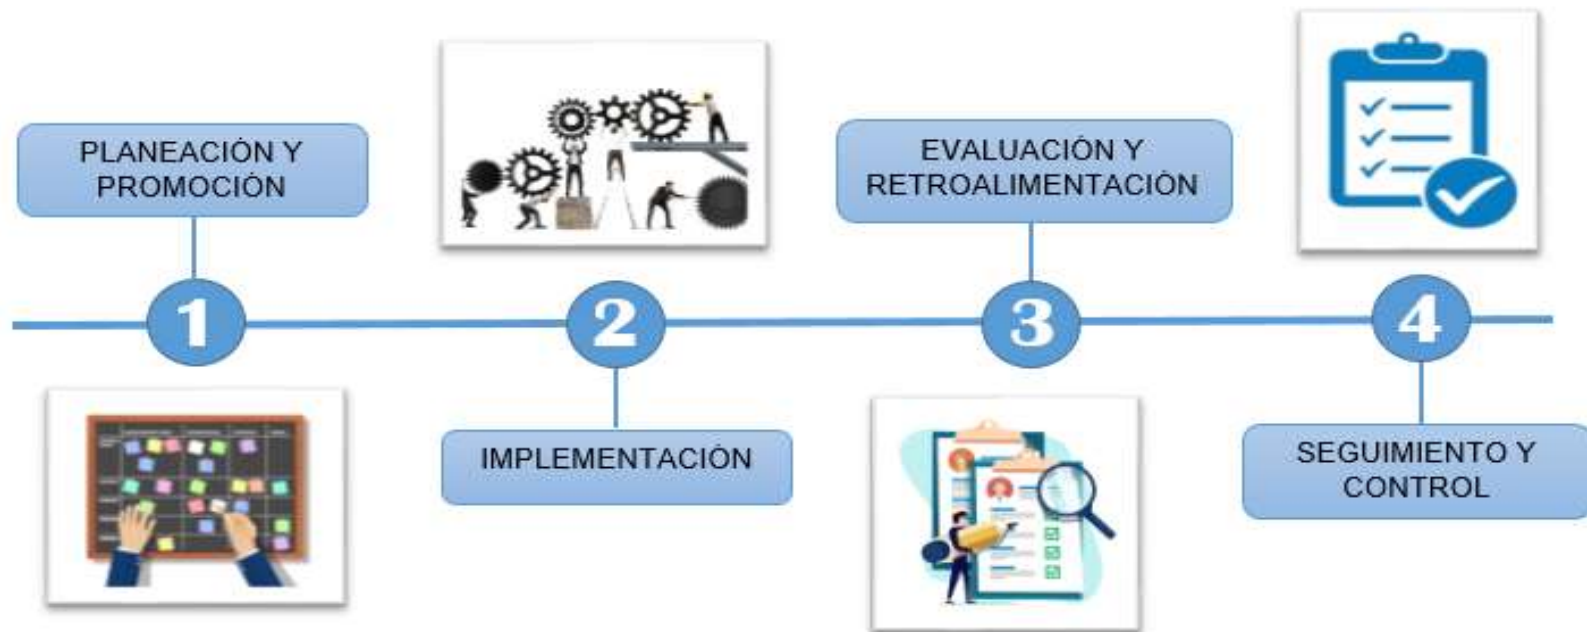 PLANEACIÓN Y
PROMOCIÓN
1
2
IMPLEMENTACIÓN
EVALUACIÓN Y
RETROALIMENTACIÓN
3
4
SEGUIMIENTO Y
CONTROL